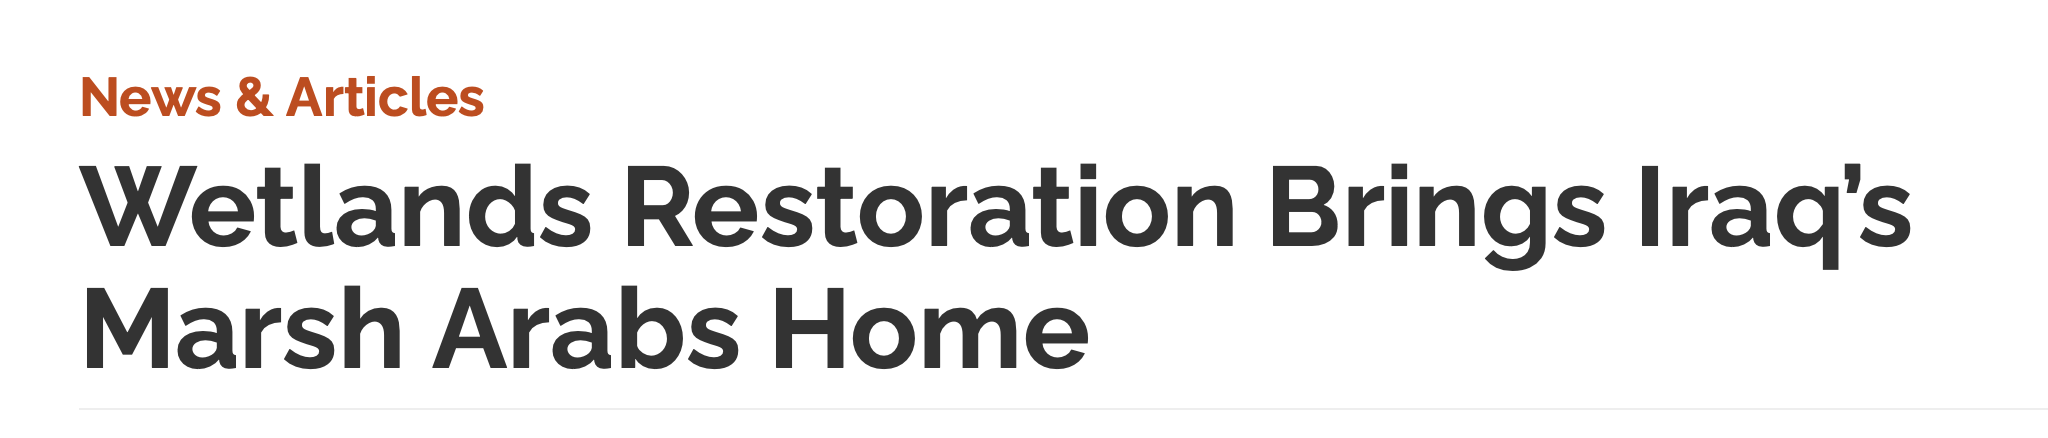 News & Articles
Wetlands Restoration Brings Iraq’s
Marsh Arabs Home